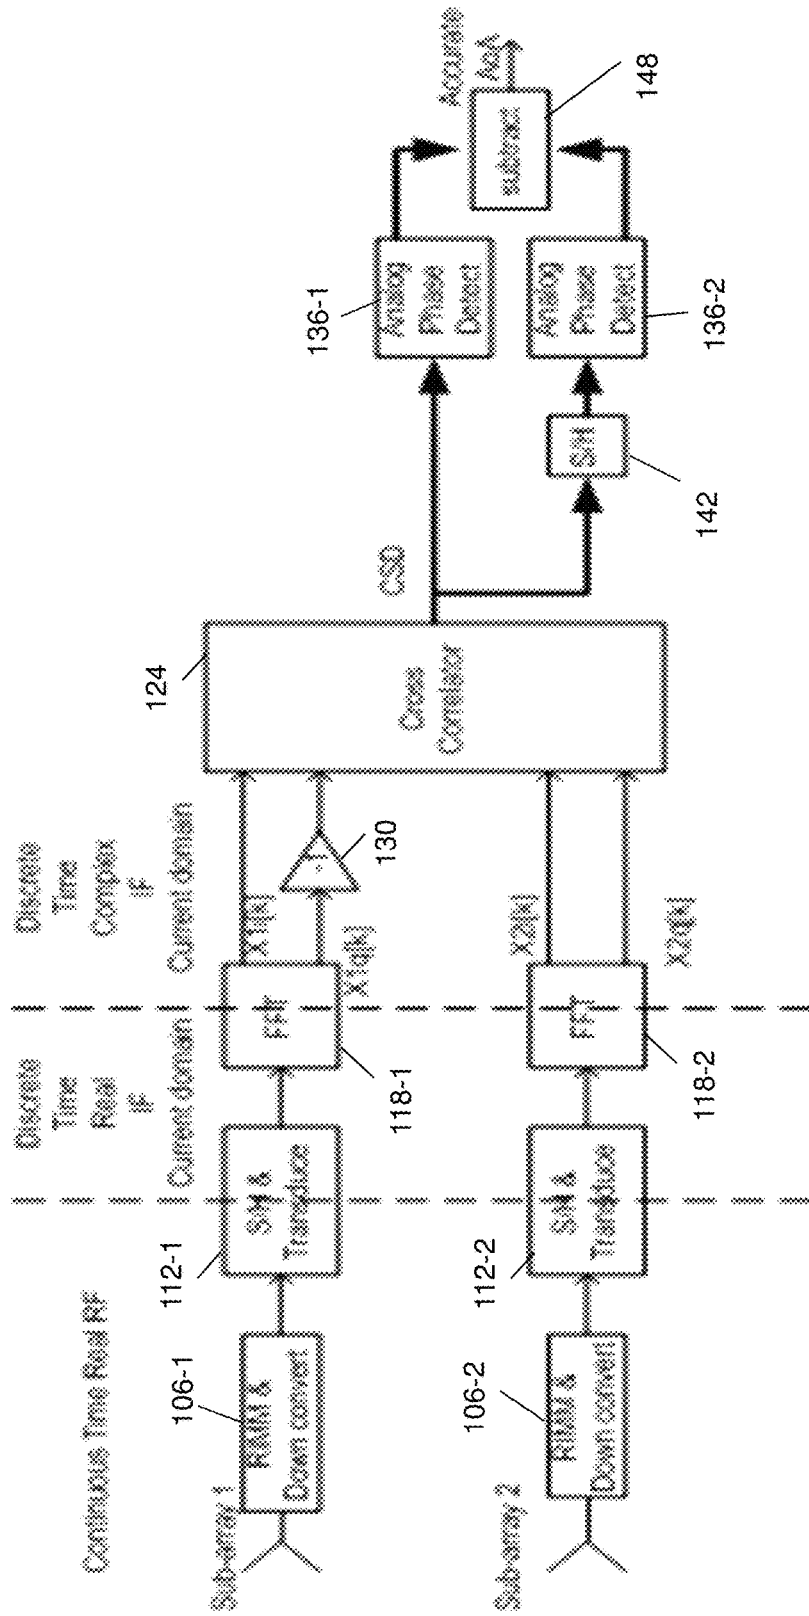 Continuous Time Real RF
Discrete
Time
Real
IF
Current domain
Discrete
Time
Complex
IF
Current domain
Sub-array 1
106-1
Down convert
112-1
S/H &
Transduce
FFT
118-1
X1i[k]
X1q[k]
-1
130
124
Cross
Correlator
CSD
136-1
Analog
Phase
Detect
subtract
Accurate
AoA
148
Sub-array 2
106-2
Down convert
112-2
S/H &
Transduce
FFT
118-2
X2i[k]
X2q[k]
S/H
142
Analog
Phase
Detect
136-2